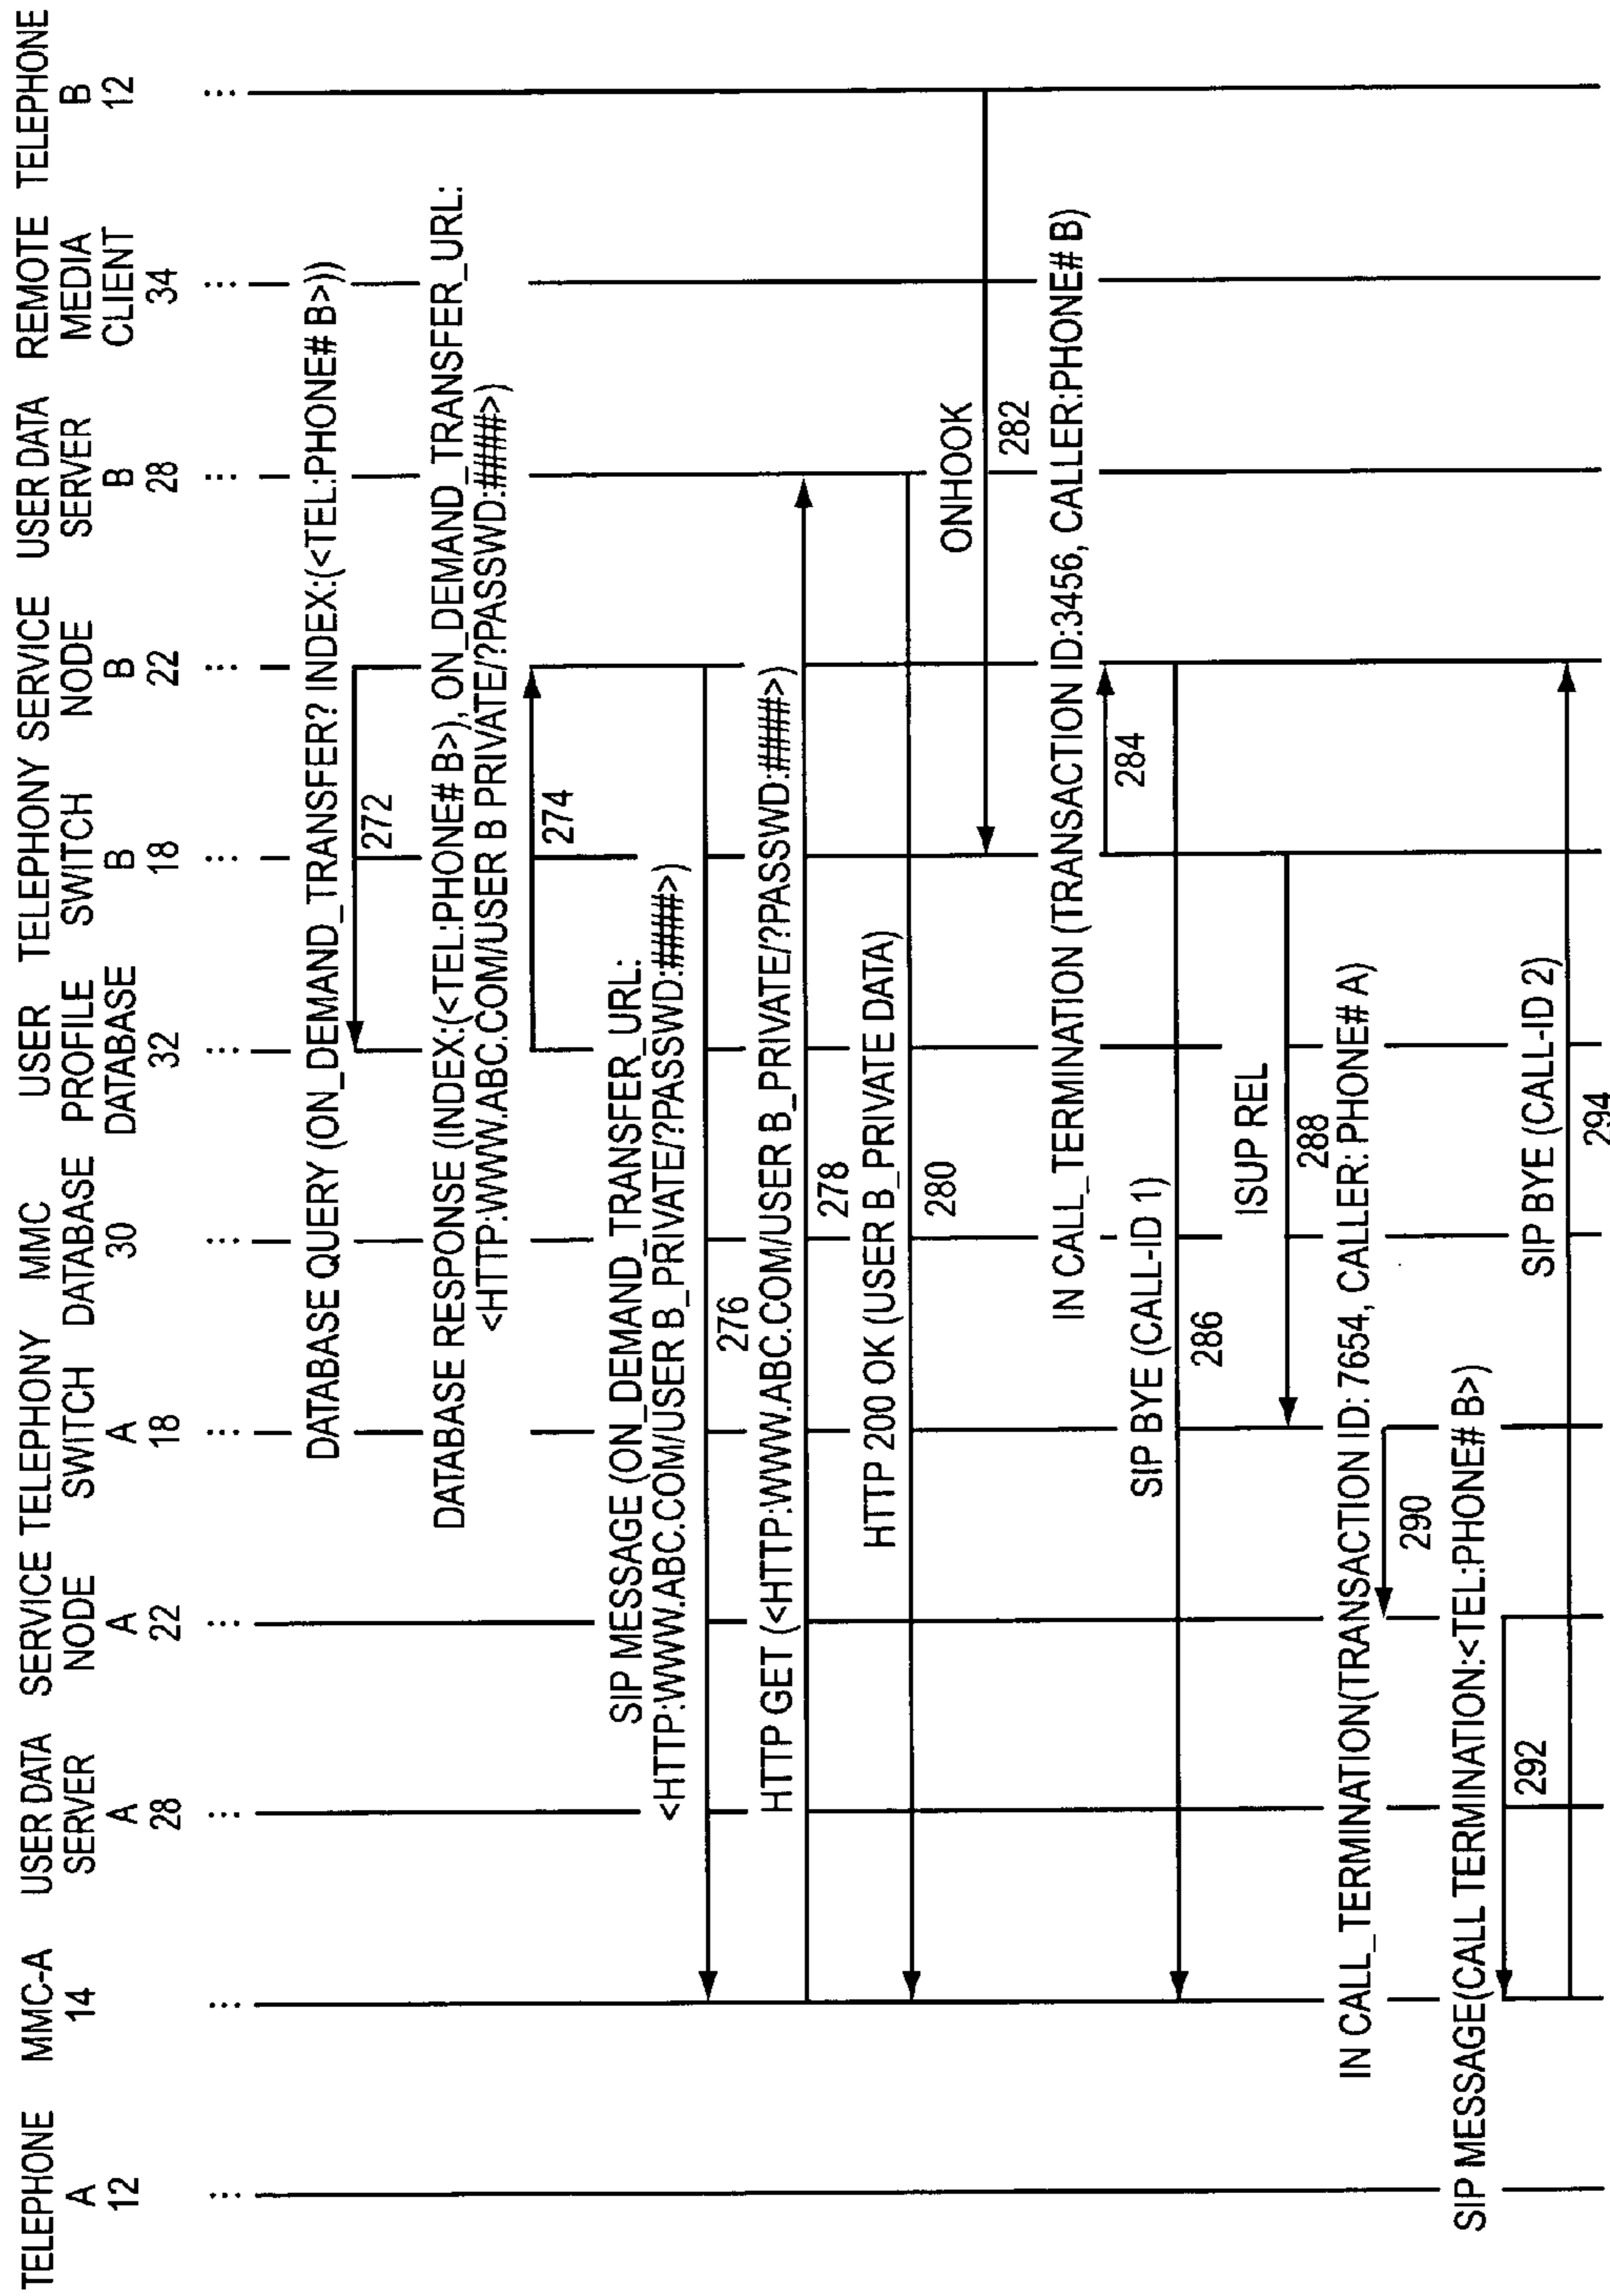 TELEPHONE A 12
MMC-A 14
USER DATA SERVER A 28
SERVICE NODE A 22
TELEPHONY SWITCH A 18
MMC DATABASE 30
USER PROFILE DATABASE 32
TELEPHONY SWITCH B 18
SERVICE NODE B 22
USER DATA SERVER B 28
REMOTE MEDIA CLIENT 34
TELEPHONE B 12
DATABASE QUERY (ON_DEMAND_TRANSFER? INDEX:(<TEL:PHONE# B>))
272
DATABASE RESPONSE (INDEX:(<TEL:PHONE# B>), ON_DEMAND_TRANSFER_URL:
<HTTP:WWW.ABC.COM/USER B PRIVATE/?PASSWD:####>)
274
SIP MESSAGE (ON_DEMAND_TRANSFER_URL:
<HTTP:WWW.ABC.COM/USER B_PRIVATE/?PASSWD:####>)
276
HTTP GET (<HTTP:WWW.ABC.COM/USER B_PRIVATE/?PASSWD:####>)
278
HTTP 200 OK (USER B_PRIVATE DATA)
280
ONHOOK
282
IN CALL_TERMINATION (TRANSACTION ID:3456, CALLER:PHONE# B)
284
SIP BYE (CALL-ID 1)
286
ISUP REL
288
IN CALL_TERMINATION(TRANSACTION ID: 7654, CALLER: PHONE# A)
290
SIP MESSAGE(CALL TERMINATION:<TEL:PHONE# B>)
292
SIP BYE (CALL-ID 2)
294